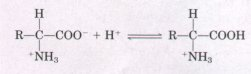 H H
R—C—COO⁻ + H⁺ ⇌ R—C—COOH
⁺NH₃ ⁺NH₃